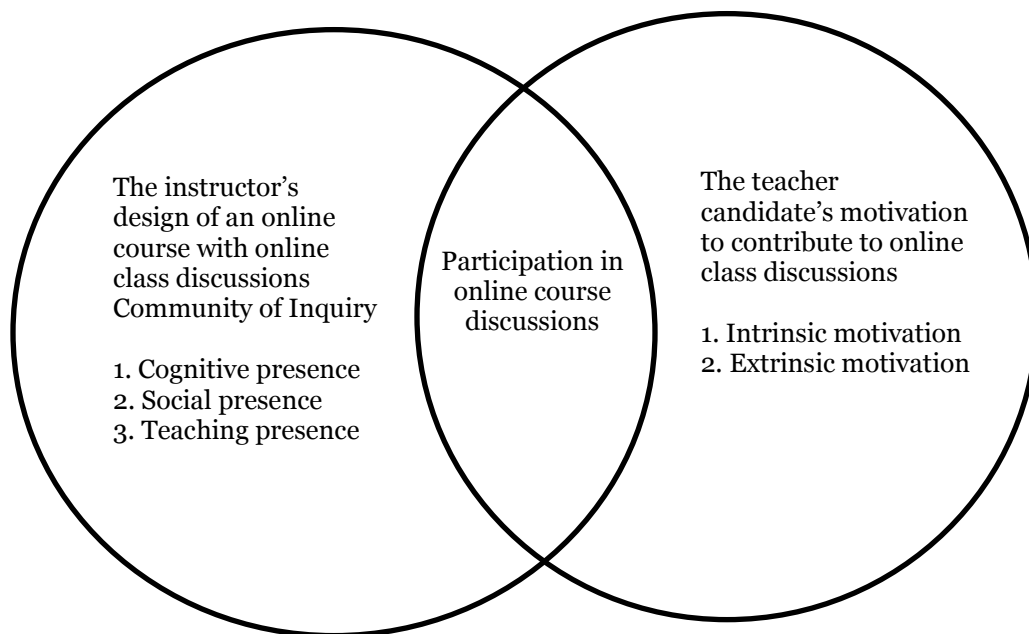 The instructor’s
design of an online
course with online
class discussions
Community of Inquiry
1. Cognitive presence
2. Social presence
3. Teaching presence
Participation in
online course
discussions
The teacher
candidate’s motivation
to contribute to online
class discussions
1. Intrinsic motivation
2. Extrinsic motivation